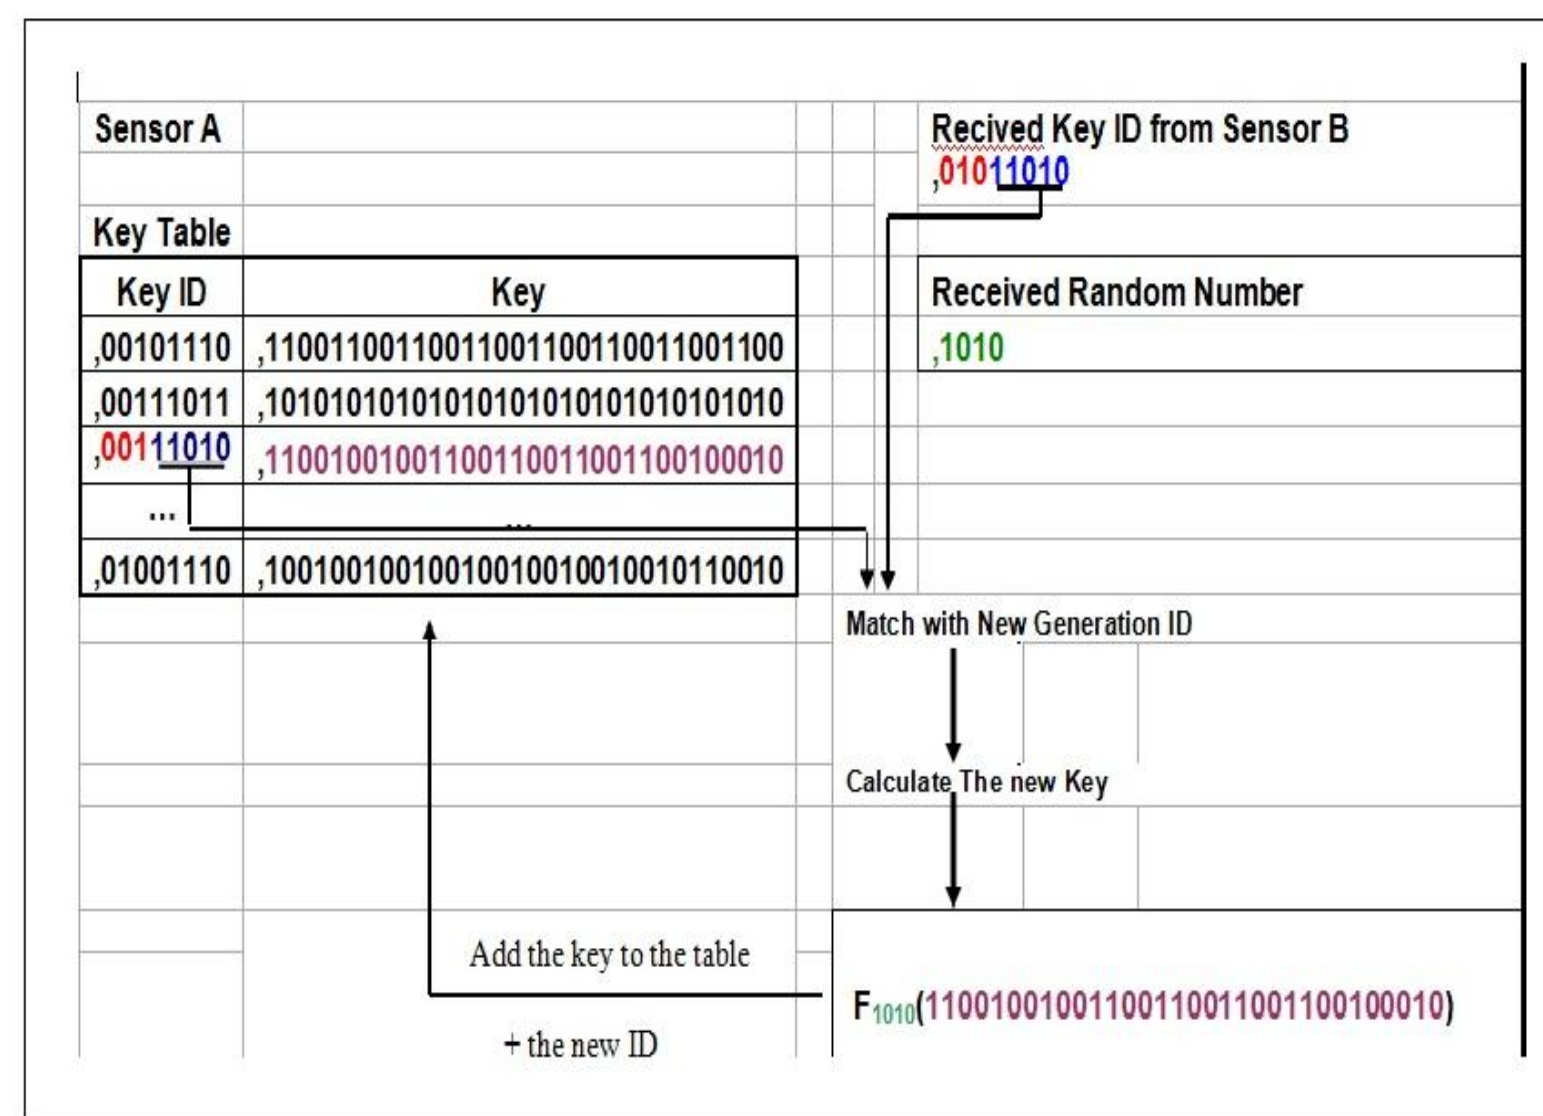 Sensor A
Recived Key ID from Sensor B
,01011010
Key Table
Key ID Key
Received Random Number
,00101110 ,11001100110011001100110011001100
,1010
,00111011 ,10101010101010101010101010101010
,00111010 ,11001001001100110011001100100010
... ...
,01001110 ,10010010010010010010010010110010
Match with New Generation ID
Calculate The new Key
Add the key to the table
F1010(11001001001100110011001100100010)
+ the new ID